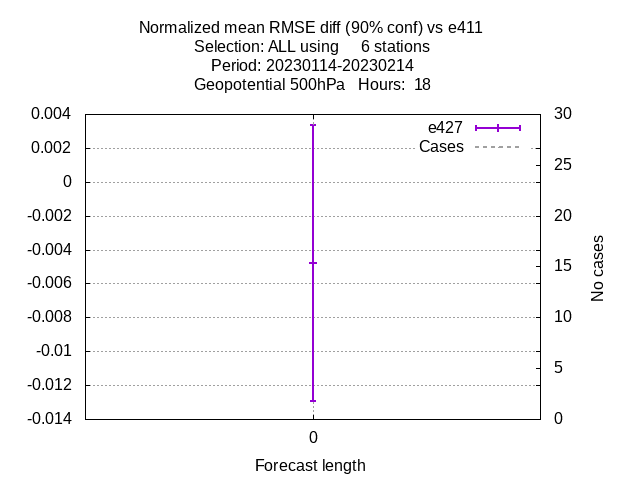 Normalized mean RMSE diff (90% conf) vs e411
Selection: ALL using     6 stations
Period: 20230114-20230214
Geopotential 500hPa   Hours:  18
0.004
0.002
0
-0.002
-0.004
-0.006
-0.008
-0.01
-0.012
-0.014
e427
Cases
30
25
20
15
10
5
0
No cases
0
Forecast length